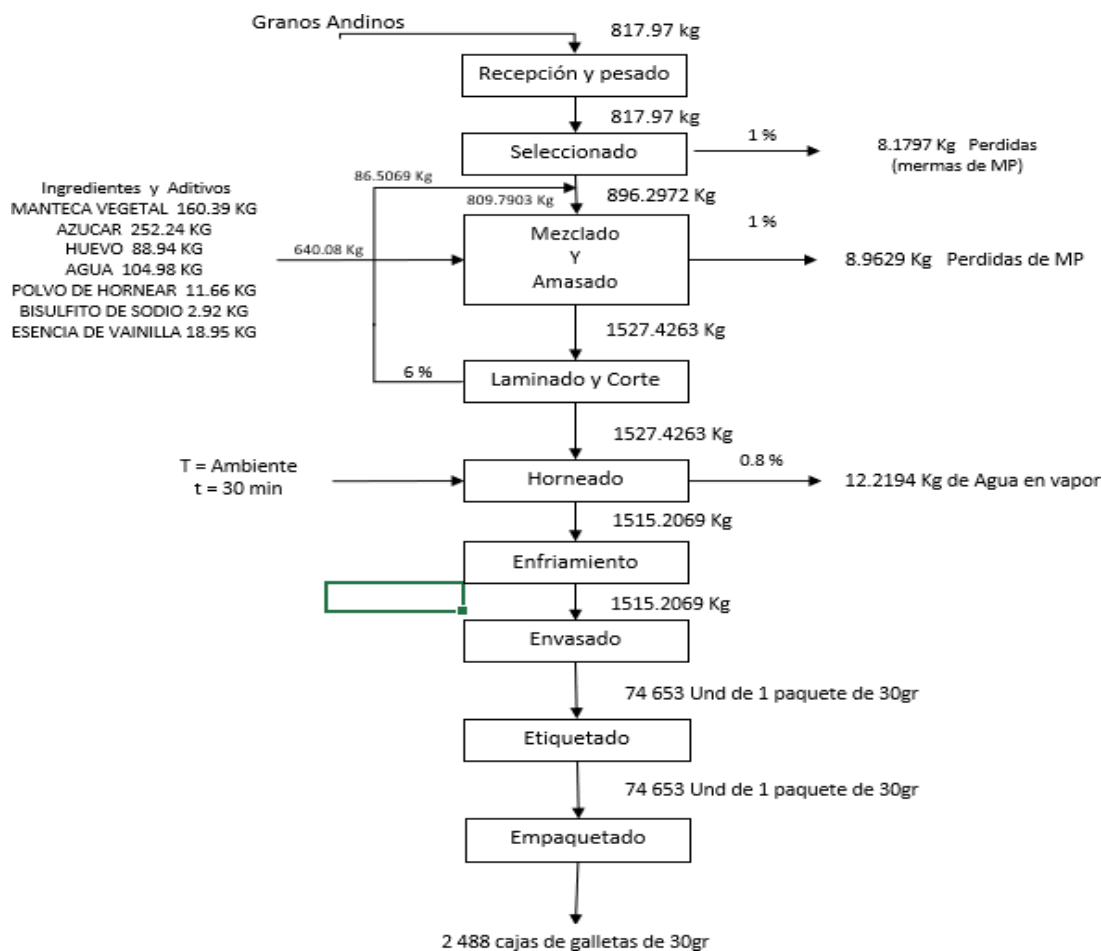 Granos Andinos
817.97 kg
Recepción y pesado
817.97 kg
1 %
Seleccionado
8.1797 Kg Perdidas
(mermas de MP)
Ingredientes y Aditivos
MANTECA VEGETAL 160.39 KG
AZUCAR 252.24 KG
HUEVO 88.94 KG
AGUA 104.98 KG
POLVO DE HORNEAR 11.66 KG
BISULFITO DE SODIO 2.92 KG
ESENCIA DE VAINILLA 18.95 KG
86.5069 Kg
809.7903 Kg
896.2972 Kg
640.08 Kg
Mezclado
Y
Amasado
1 %
8.9629 Kg Perdidas de MP
1527.4263 Kg
6 %
Laminado y Corte
1527.4263 Kg
T = Ambiente
t = 30 min
Horneado
0.8 %
12.2194 Kg de Agua en vapor
1515.2069 Kg
Enfriamiento
1515.2069 Kg
Envasado
74 653 Und de 1 paquete de 30gr
Etiquetado
74 653 Und de 1 paquete de 30gr
Empaquetado
2 488 cajas de galletas de 30gr